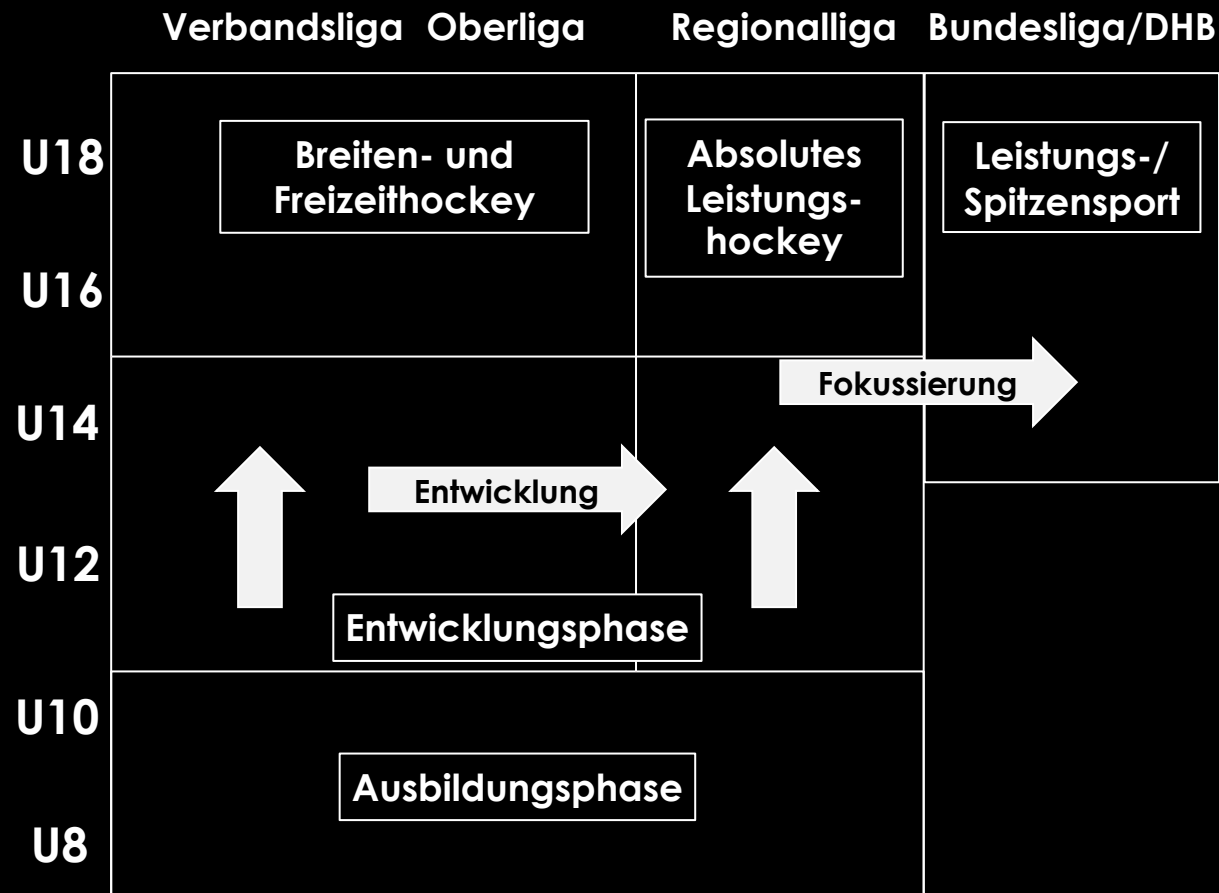 Verbandsliga Oberliga Regionalliga Bundesliga/DHB
U18
Breiten- und
Freizeithockey
Absolutes
Leistungs-
hockey
Leistungs-/
Spitzensport
U16
Fokussierung
U14
Entwicklung
U12
Entwicklungsphase
U10
Ausbildungsphase
U8